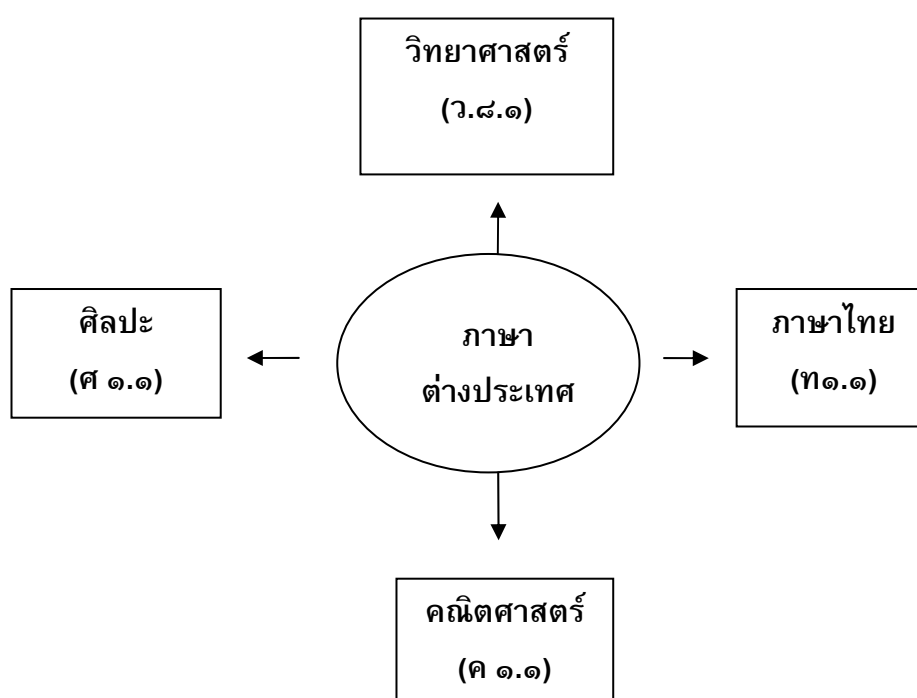 วิทยาศาสตร์
(ว.๘.๑)
ศิลปะ
(ศ ๑.๑)
ภาษา
ต่างประเทศ
ภาษาไทย
(ท๑.๑)
คณิตศาสตร์
(ค ๑.๑)